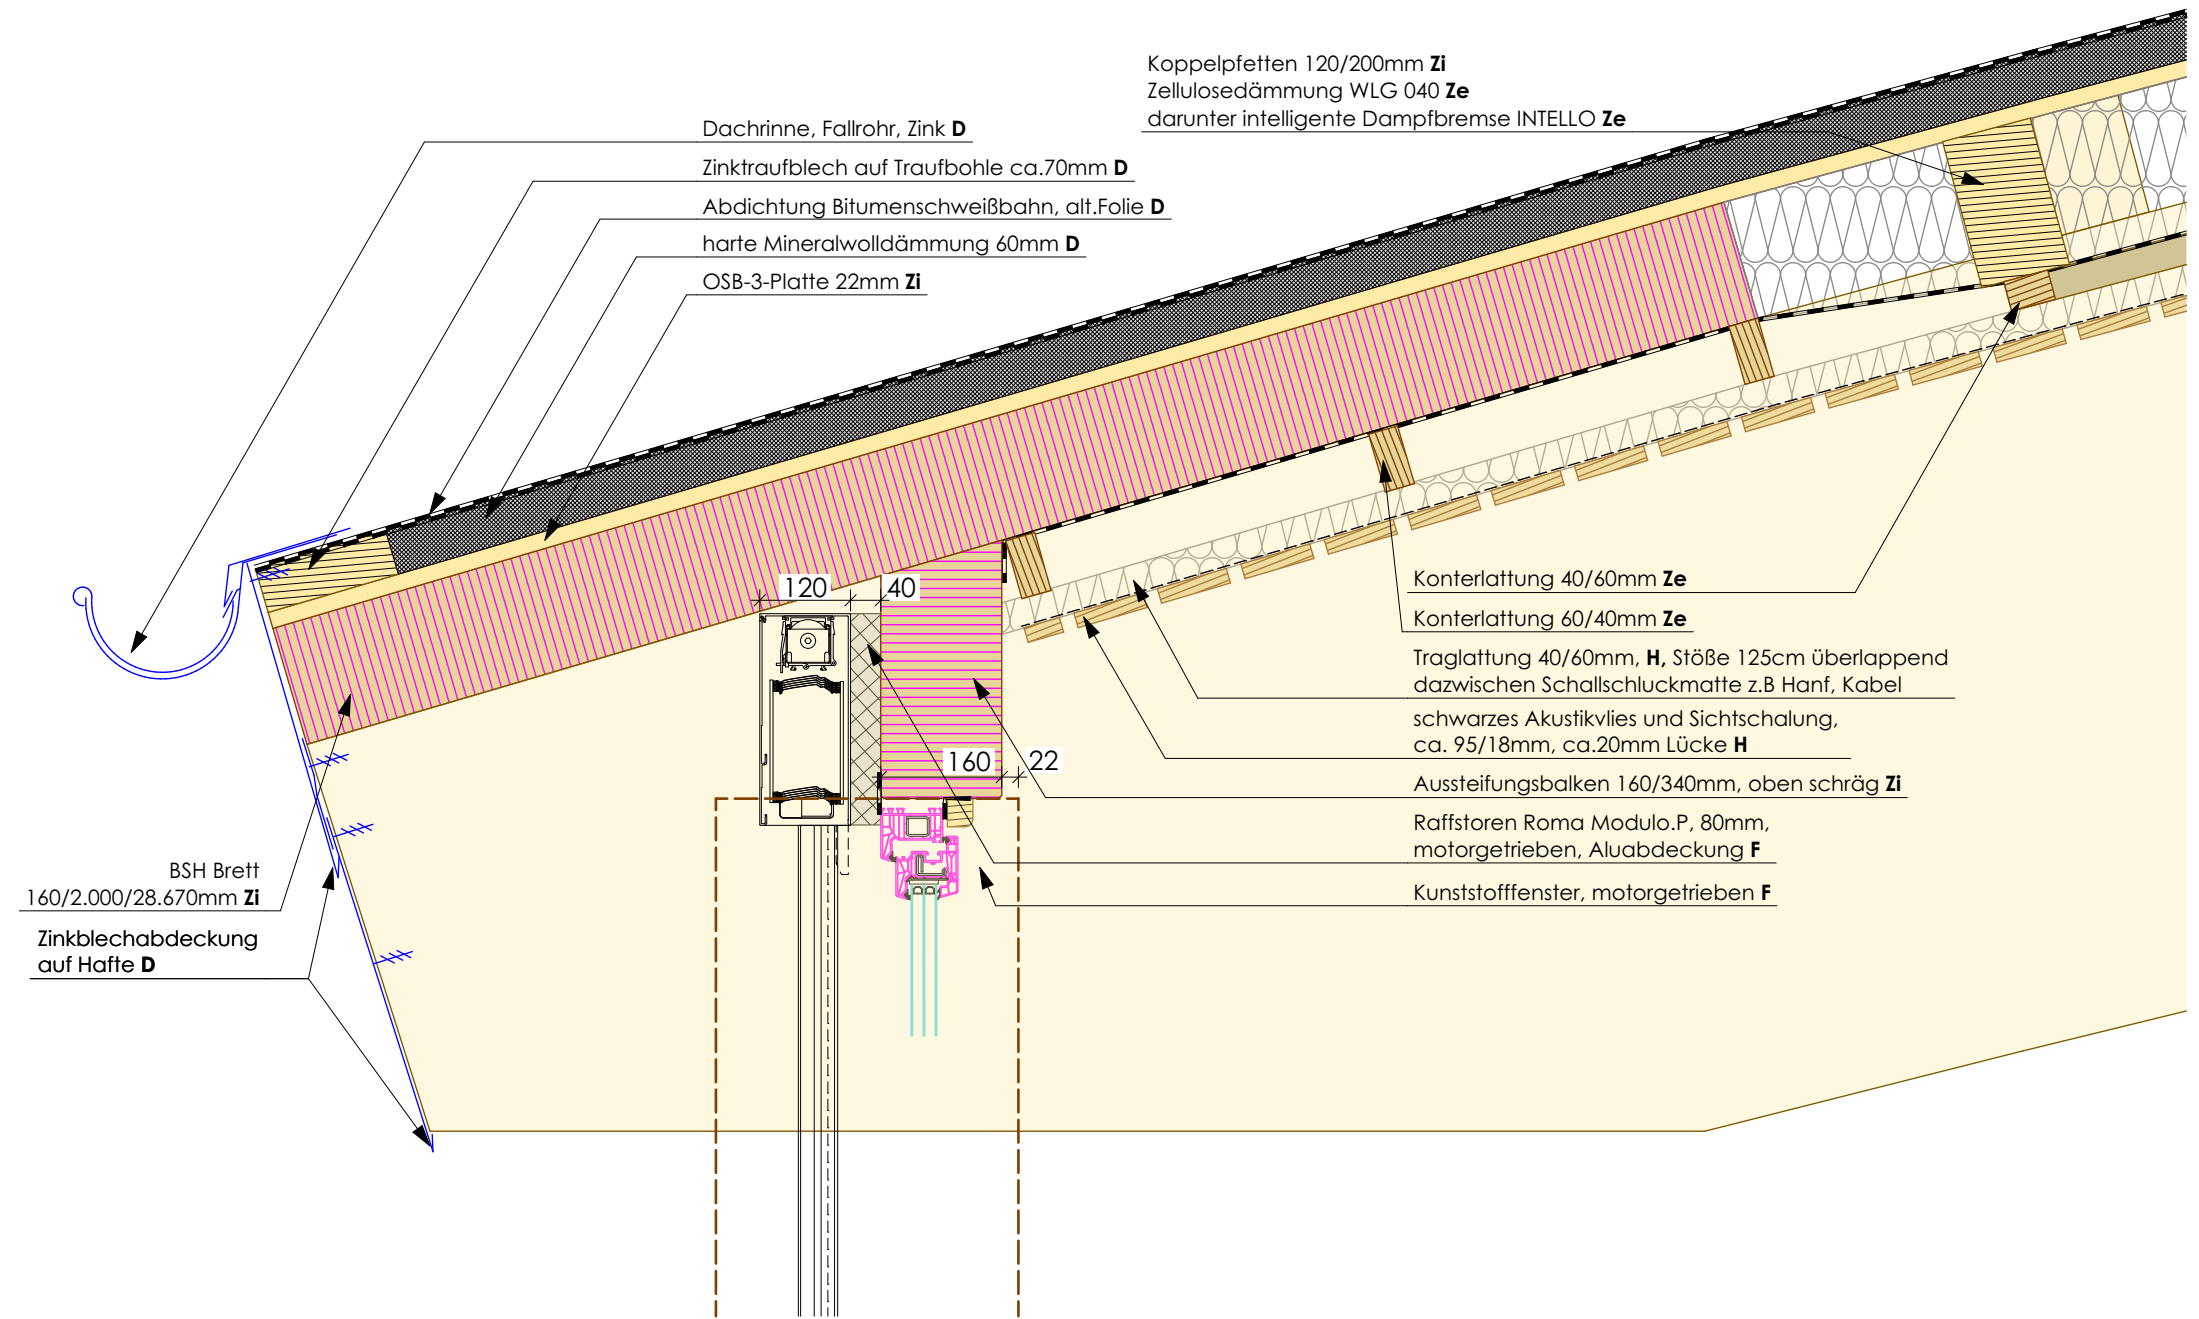 Koppelpfetten 120/200mm Zi
Zellulosedämmung WLG 040 Ze
darunter intelligente Dampfbremse INTELLO Ze
Dachrinne, Fallrohr, Zink D
Zinktraufblech auf Traufbohle ca.70mm D
Abdichtung Bitumenschweißbahn, alt.Folie D
harte Mineralwolldämmung 60mm D
OSB-3-Platte 22mm Zi
120
40
Konterlattung 40/60mm Ze
Konterlattung 60/40mm Ze
Traglattung 40/60mm, H, Stöße 125cm überlappend
dazwischen Schallschluckmatte z.B Hanf, Kabel
schwarzes Akustikvlies und Sichtschalung,
ca. 95/18mm, ca.20mm Lücke H
160
22
Aussteifungsbalken 160/340mm, oben schräg Zi
Raffstoren Roma Modulo.P, 80mm,
motorgetrieben, Aluabdeckung F
Kunststofffenster, motorgetrieben F
BSH Brett
160/2.000/28.670mm Zi
Zinkblechabdeckung
auf Hafte D